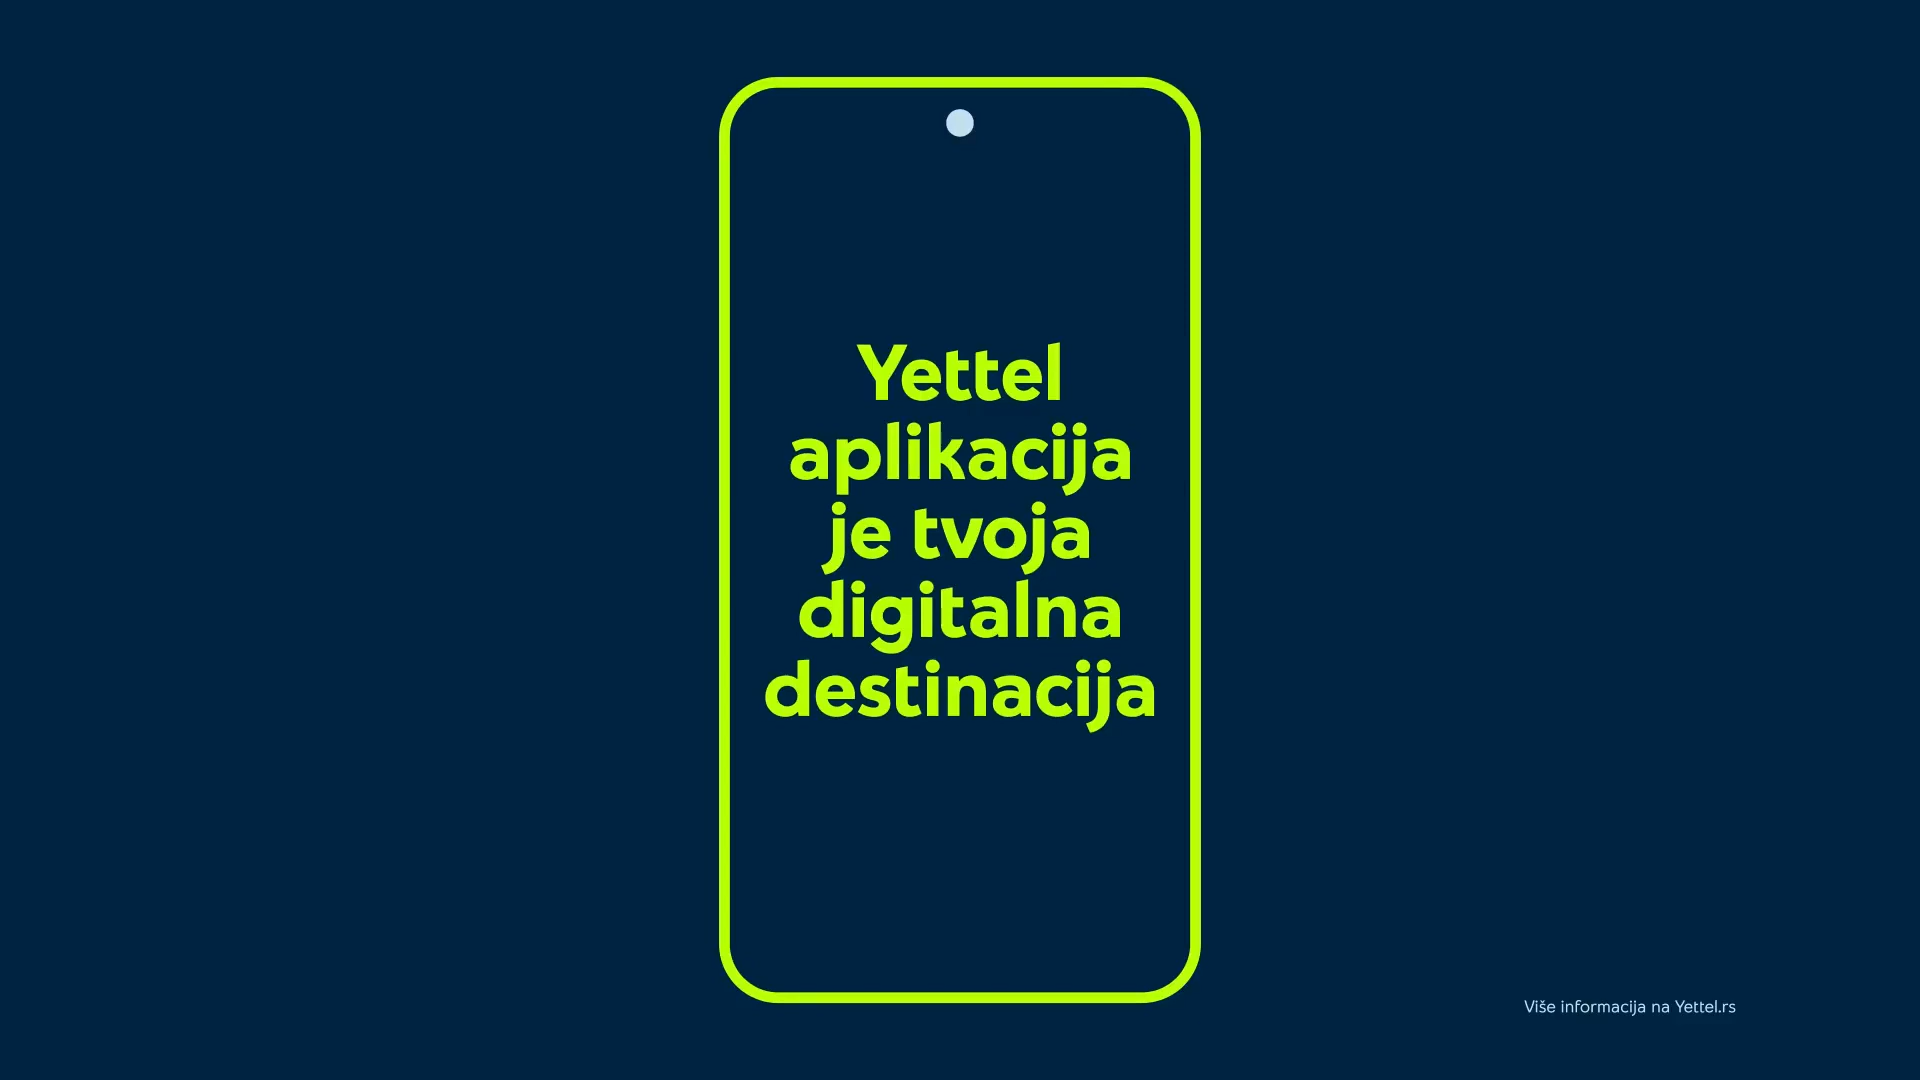 Yettel
aplikacija
je tvoja
digitalna
destinacija
Više informacija na Yettel.rs